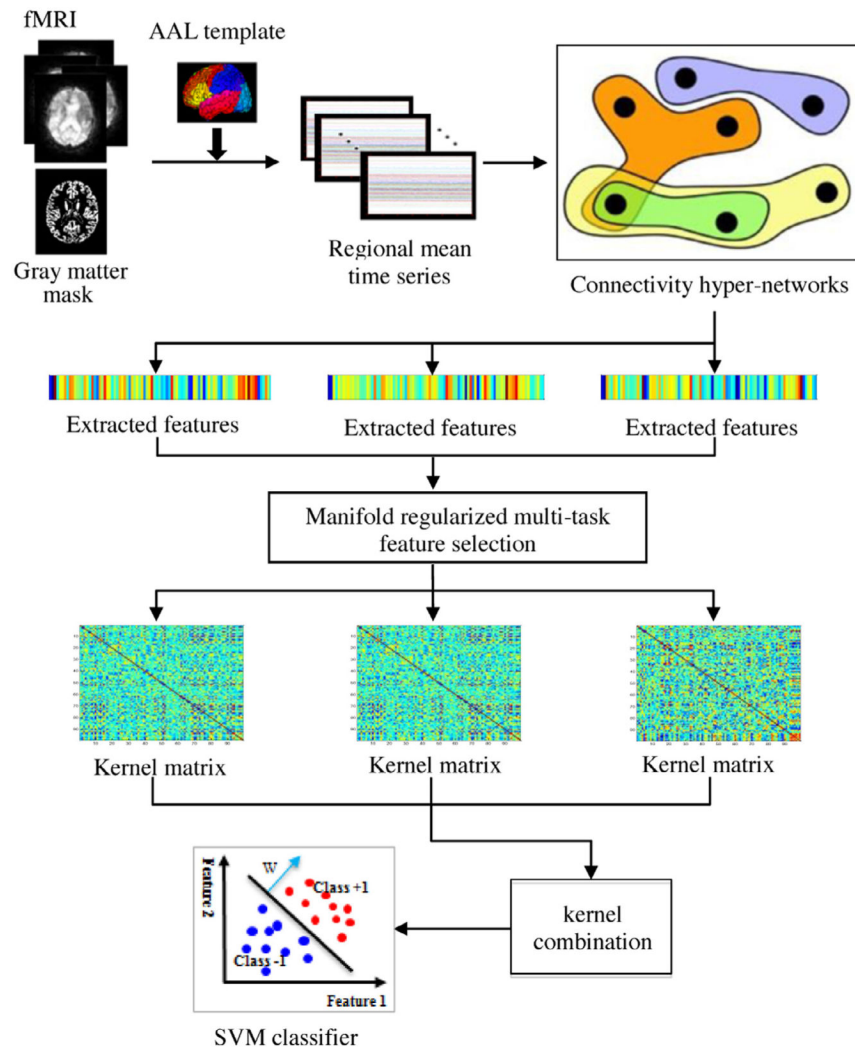 fMRI
AAL template
Gray matter
mask
Regional mean
time series
Connectivity hyper-networks
Extracted features
Extracted features
Extracted features
Manifold regularized multi-task
feature selection
Kernel matrix
Kernel matrix
Kernel matrix
Feature 2
W
Class +1
Class -1
Feature 1
SVM classifier
kernel
combination